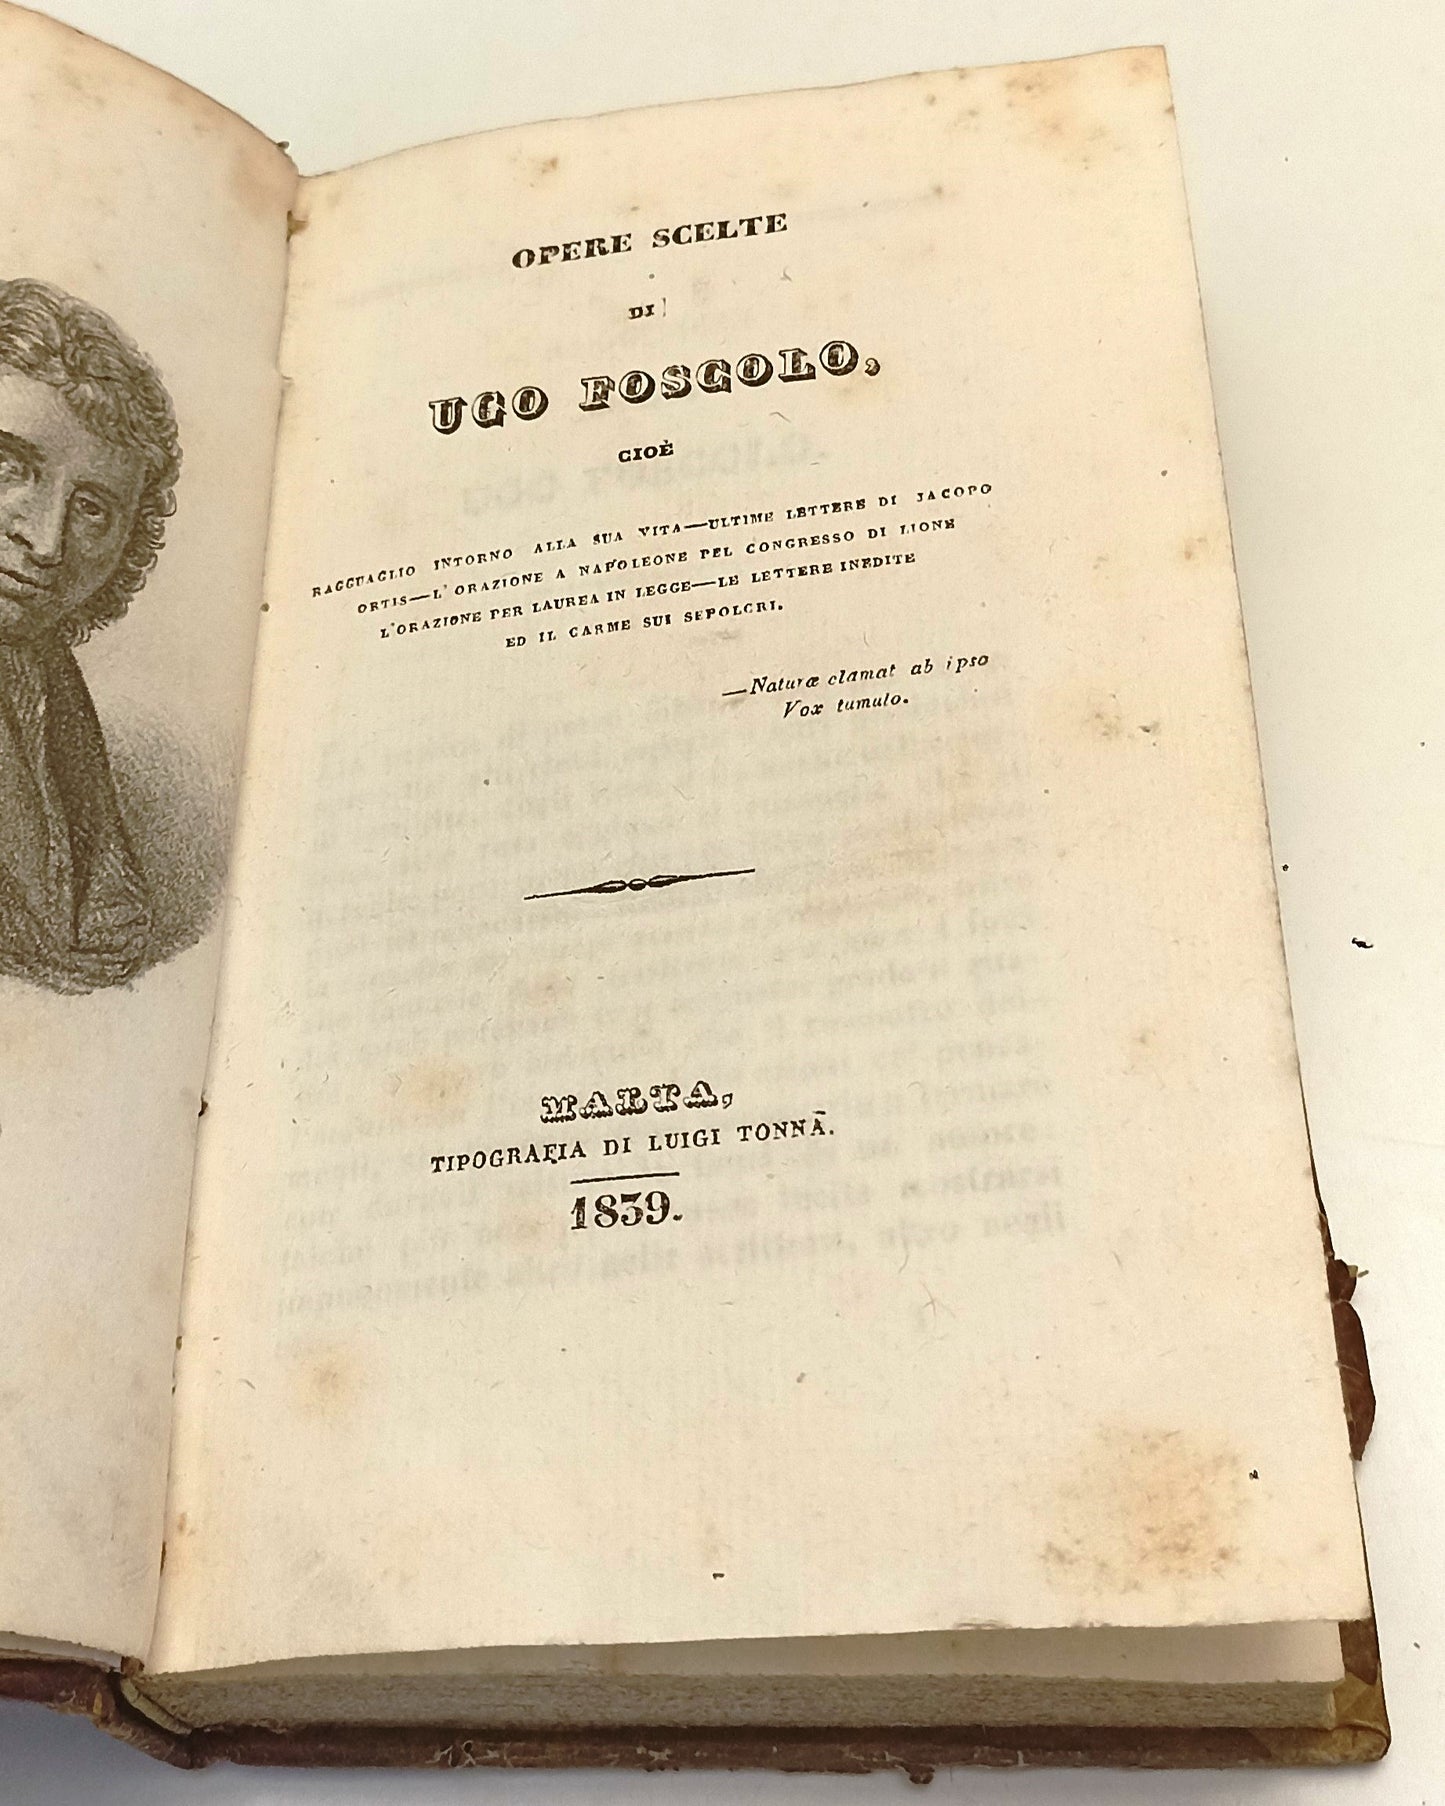 OPERE SCELTE
DI
UGO FOSCOLO,
CIOÈ
RAGGUAGLIO INTORNO ALLA SUA VITA—ULTIME LETTERE DI JACOPO
ORTIS—L'ORAZIONE A NAPOLEONE PEL CONGRESSO DI LIONE
L'ORAZIONE PER LAUREA IN LEGGE—LE LETTERE INEDITE
ED IL CARME SUI SEPOLCRI.
—Naturæ clamat ab ipso
Vox tumulo.
MALTA,
TIPOGRAFIA DI LUIGI TONNA.
1839.